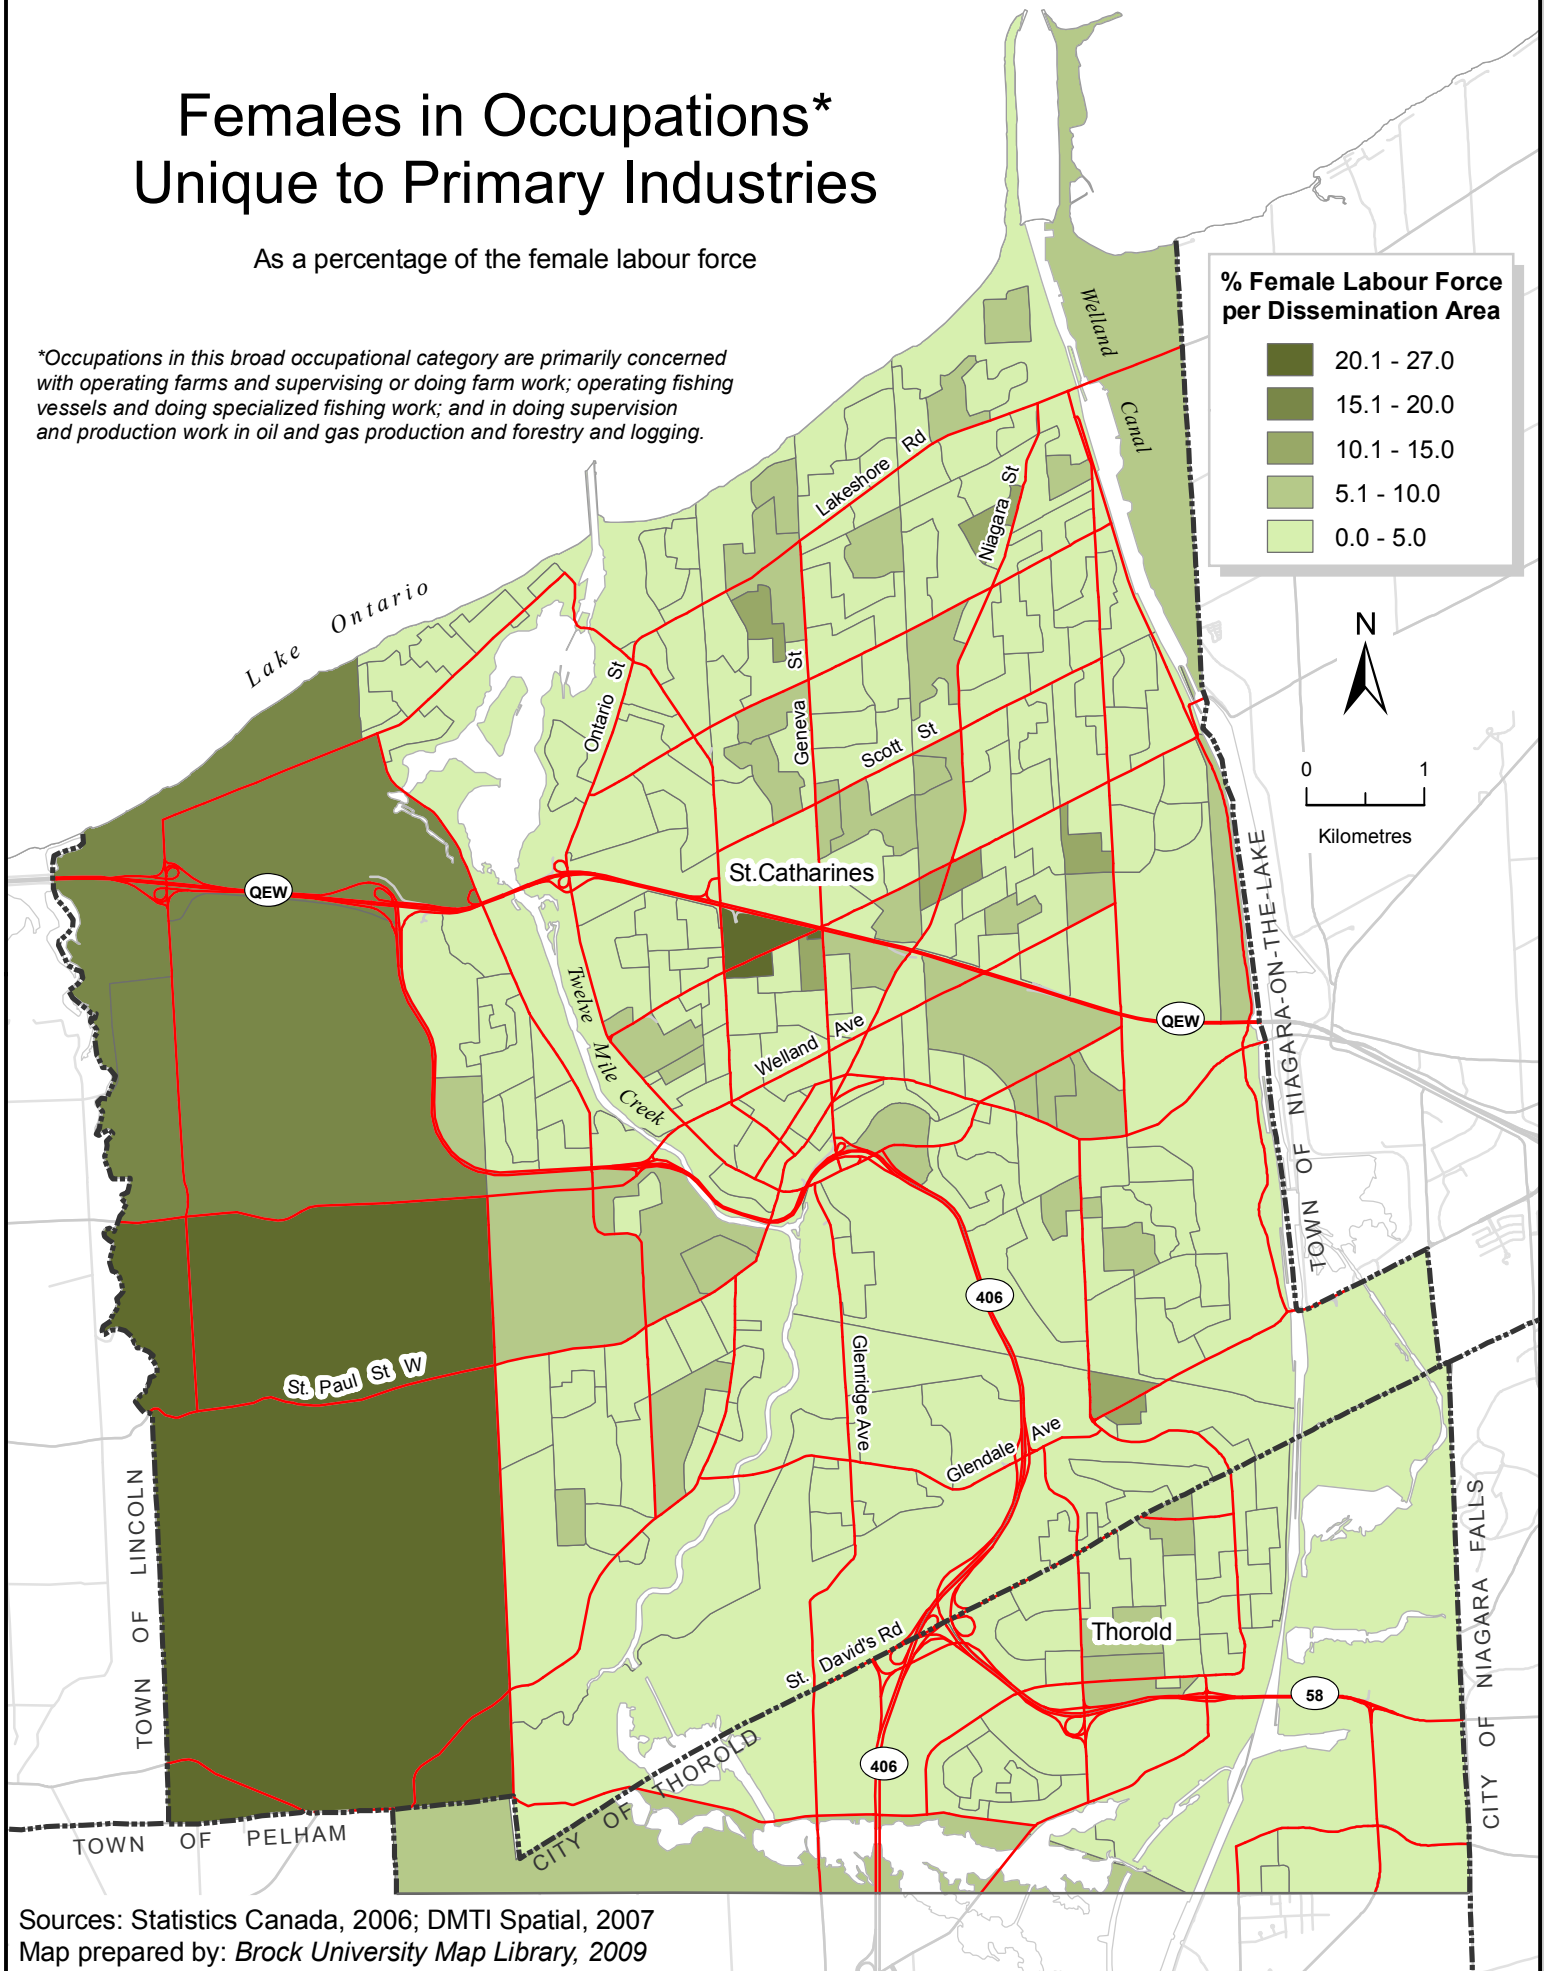 Females in Occupations*
Unique to Primary Industries
As a percentage of the female labour force
*Occupations in this broad occupational category are primarily concerned
with operating farms and supervising or doing farm work; operating fishing
vessels and doing specialized fishing work; and in doing supervision
and production work in oil and gas production and forestry and logging.
% Female Labour Force
per Dissemination Area
20.1 - 27.0
15.1 - 20.0
10.1 - 15.0
5.1 - 10.0
0.0 - 5.0
N
0 1
Kilometres
Welland Canal
Lake Ontario
Lakeshore Rd
Niagara St
Ontario St
Geneva St
Scott St
St.Catharines
QEW
Twelve Mile Creek
Welland Ave
QEW
TOWN OF NIAGARA-ON-THE-LAKE
406
St. Paul St W
Glenridge Ave
Glendale Ave
TOWN OF LINCOLN
St. David's Rd
Thorold
58
406
CITY OF THOROLD
CITY OF NIAGARA FALLS
TOWN OF PELHAM
Sources: Statistics Canada, 2006; DMTI Spatial, 2007
Map prepared by: Brock University Map Library, 2009